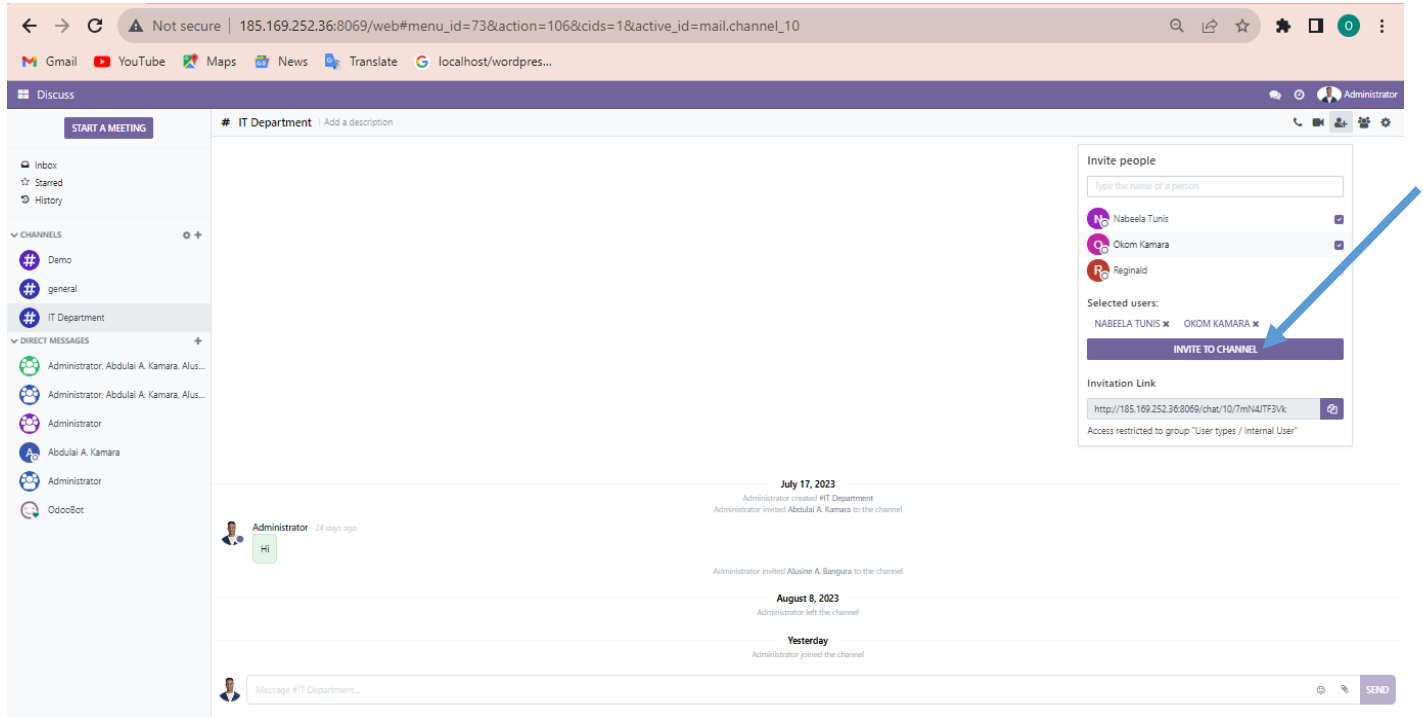 Not secure | 185.169.252.36:8069/web#menu_id=73&action=106&cids=1&active_id=mail.channel_10
O
Gmail YouTube Maps News Translate localhost/wordpres...
Discuss
Administrator
START A MEETING
Inbox
Starred
History
CHANNELS
Demo
general
IT Department
DIRECT MESSAGES
Administrator, Abdulai A. Kamara, Alus...
Administrator, Abdulai A. Kamara, Alus...
Administrator
Abdulai A. Kamara
Administrator
OdooBot
# IT Department Add a description
Invite people
Type the name of a person
Nabeela Tunis
Okom Kamara
Reginald
Selected users:
NABEELA TUNIS × OKOM KAMARA ×
INVITE TO CHANNEL
Invitation Link
http://185.169.252.36:8069/chat/10/7mN4JTF3Vk
Access restricted to group "User types / Internal User"
July 17, 2023
Administrator created #IT Department
Administrator invited Abdulai A. Kamara to the channel
Administrator - 24 days ago
Hi
Administrator invited Alusine A. Bangura to the channel
August 8, 2023
Administrator left the channel
Yesterday
Administrator joined the channel
Message #IT Department...
SEND